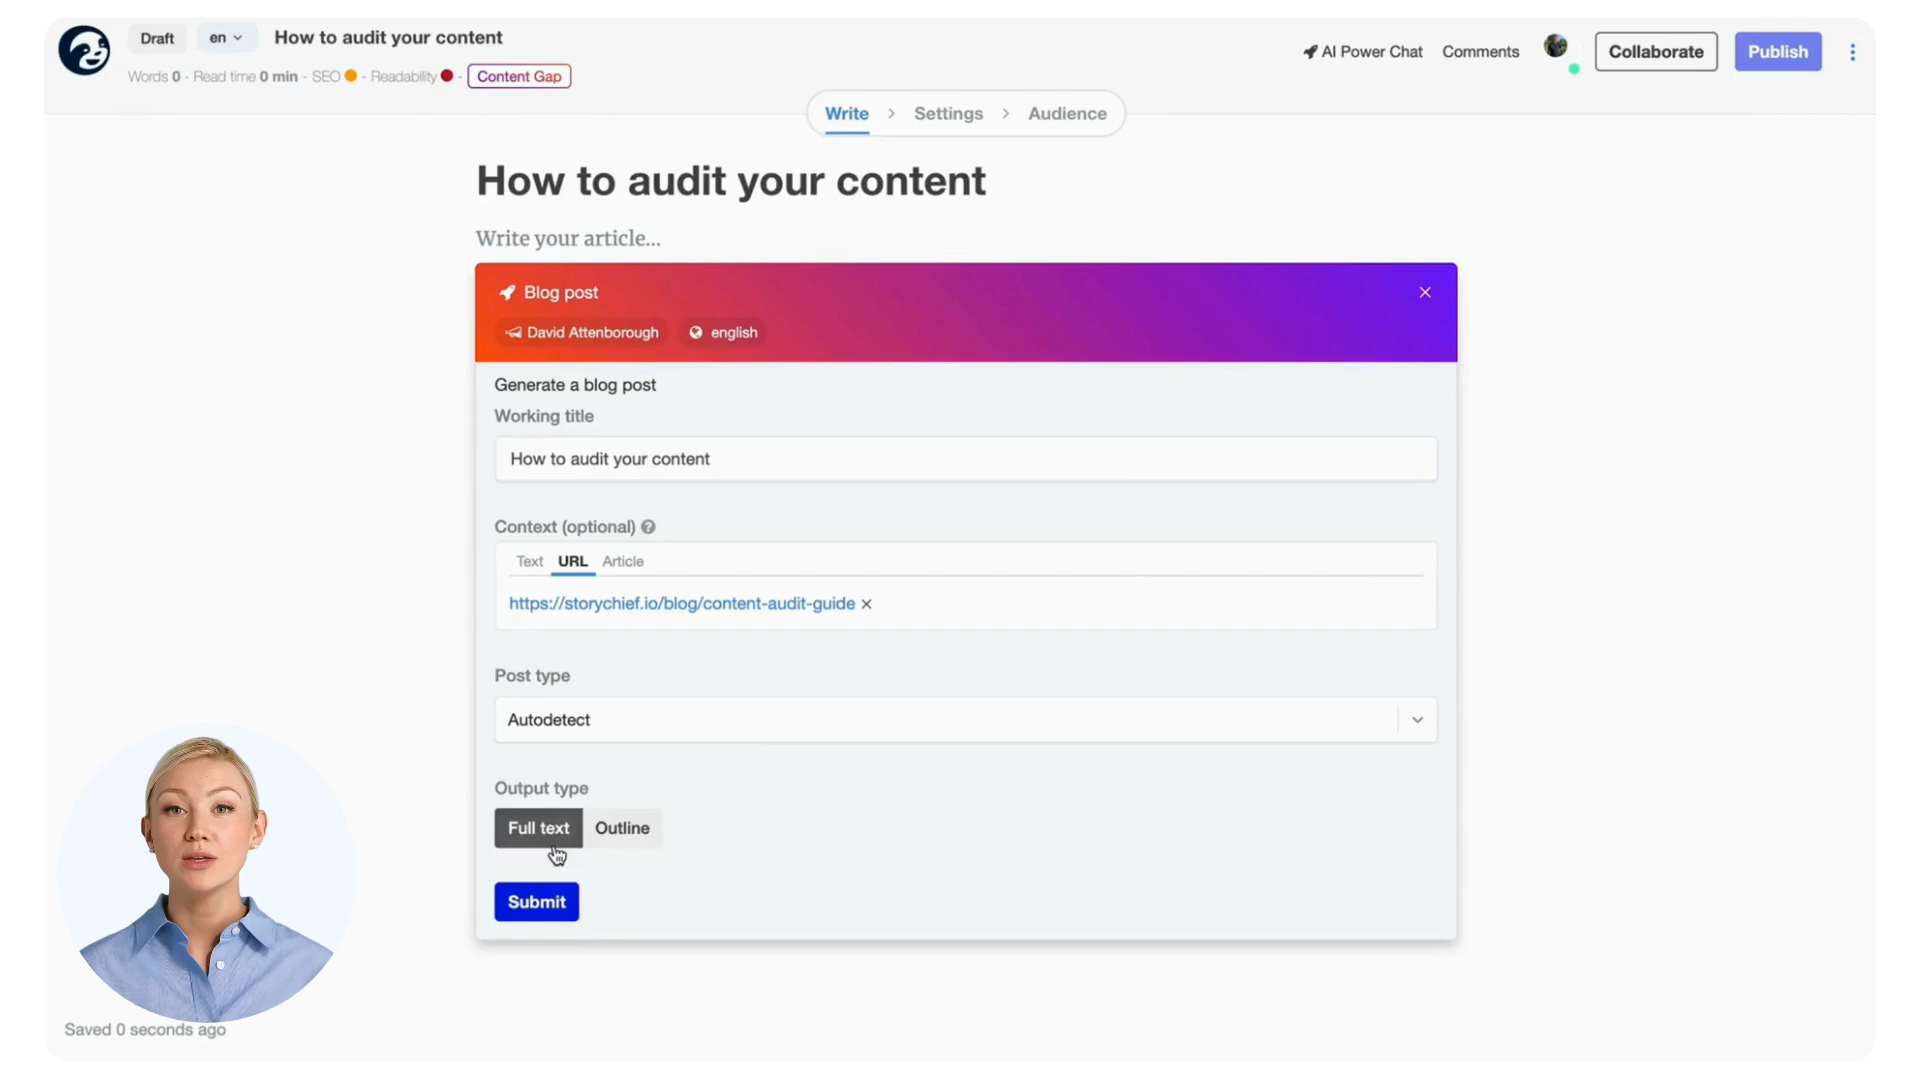 Draft en How to audit your content
Words 0 - Read time 0 min - SEO - Readability - Content Gap
AI Power Chat Comments Collaborate Publish
Write > Settings > Audience
How to audit your content
Write your article...
Blog post
David Attenborough english
Generate a blog post
Working title
How to audit your content
Context (optional) ?
Text URL Article
https://storychief.io/blog/content-audit-guide ×
Post type
Autodetect
Output type
Full text Outline
Submit
Saved 0 seconds ago